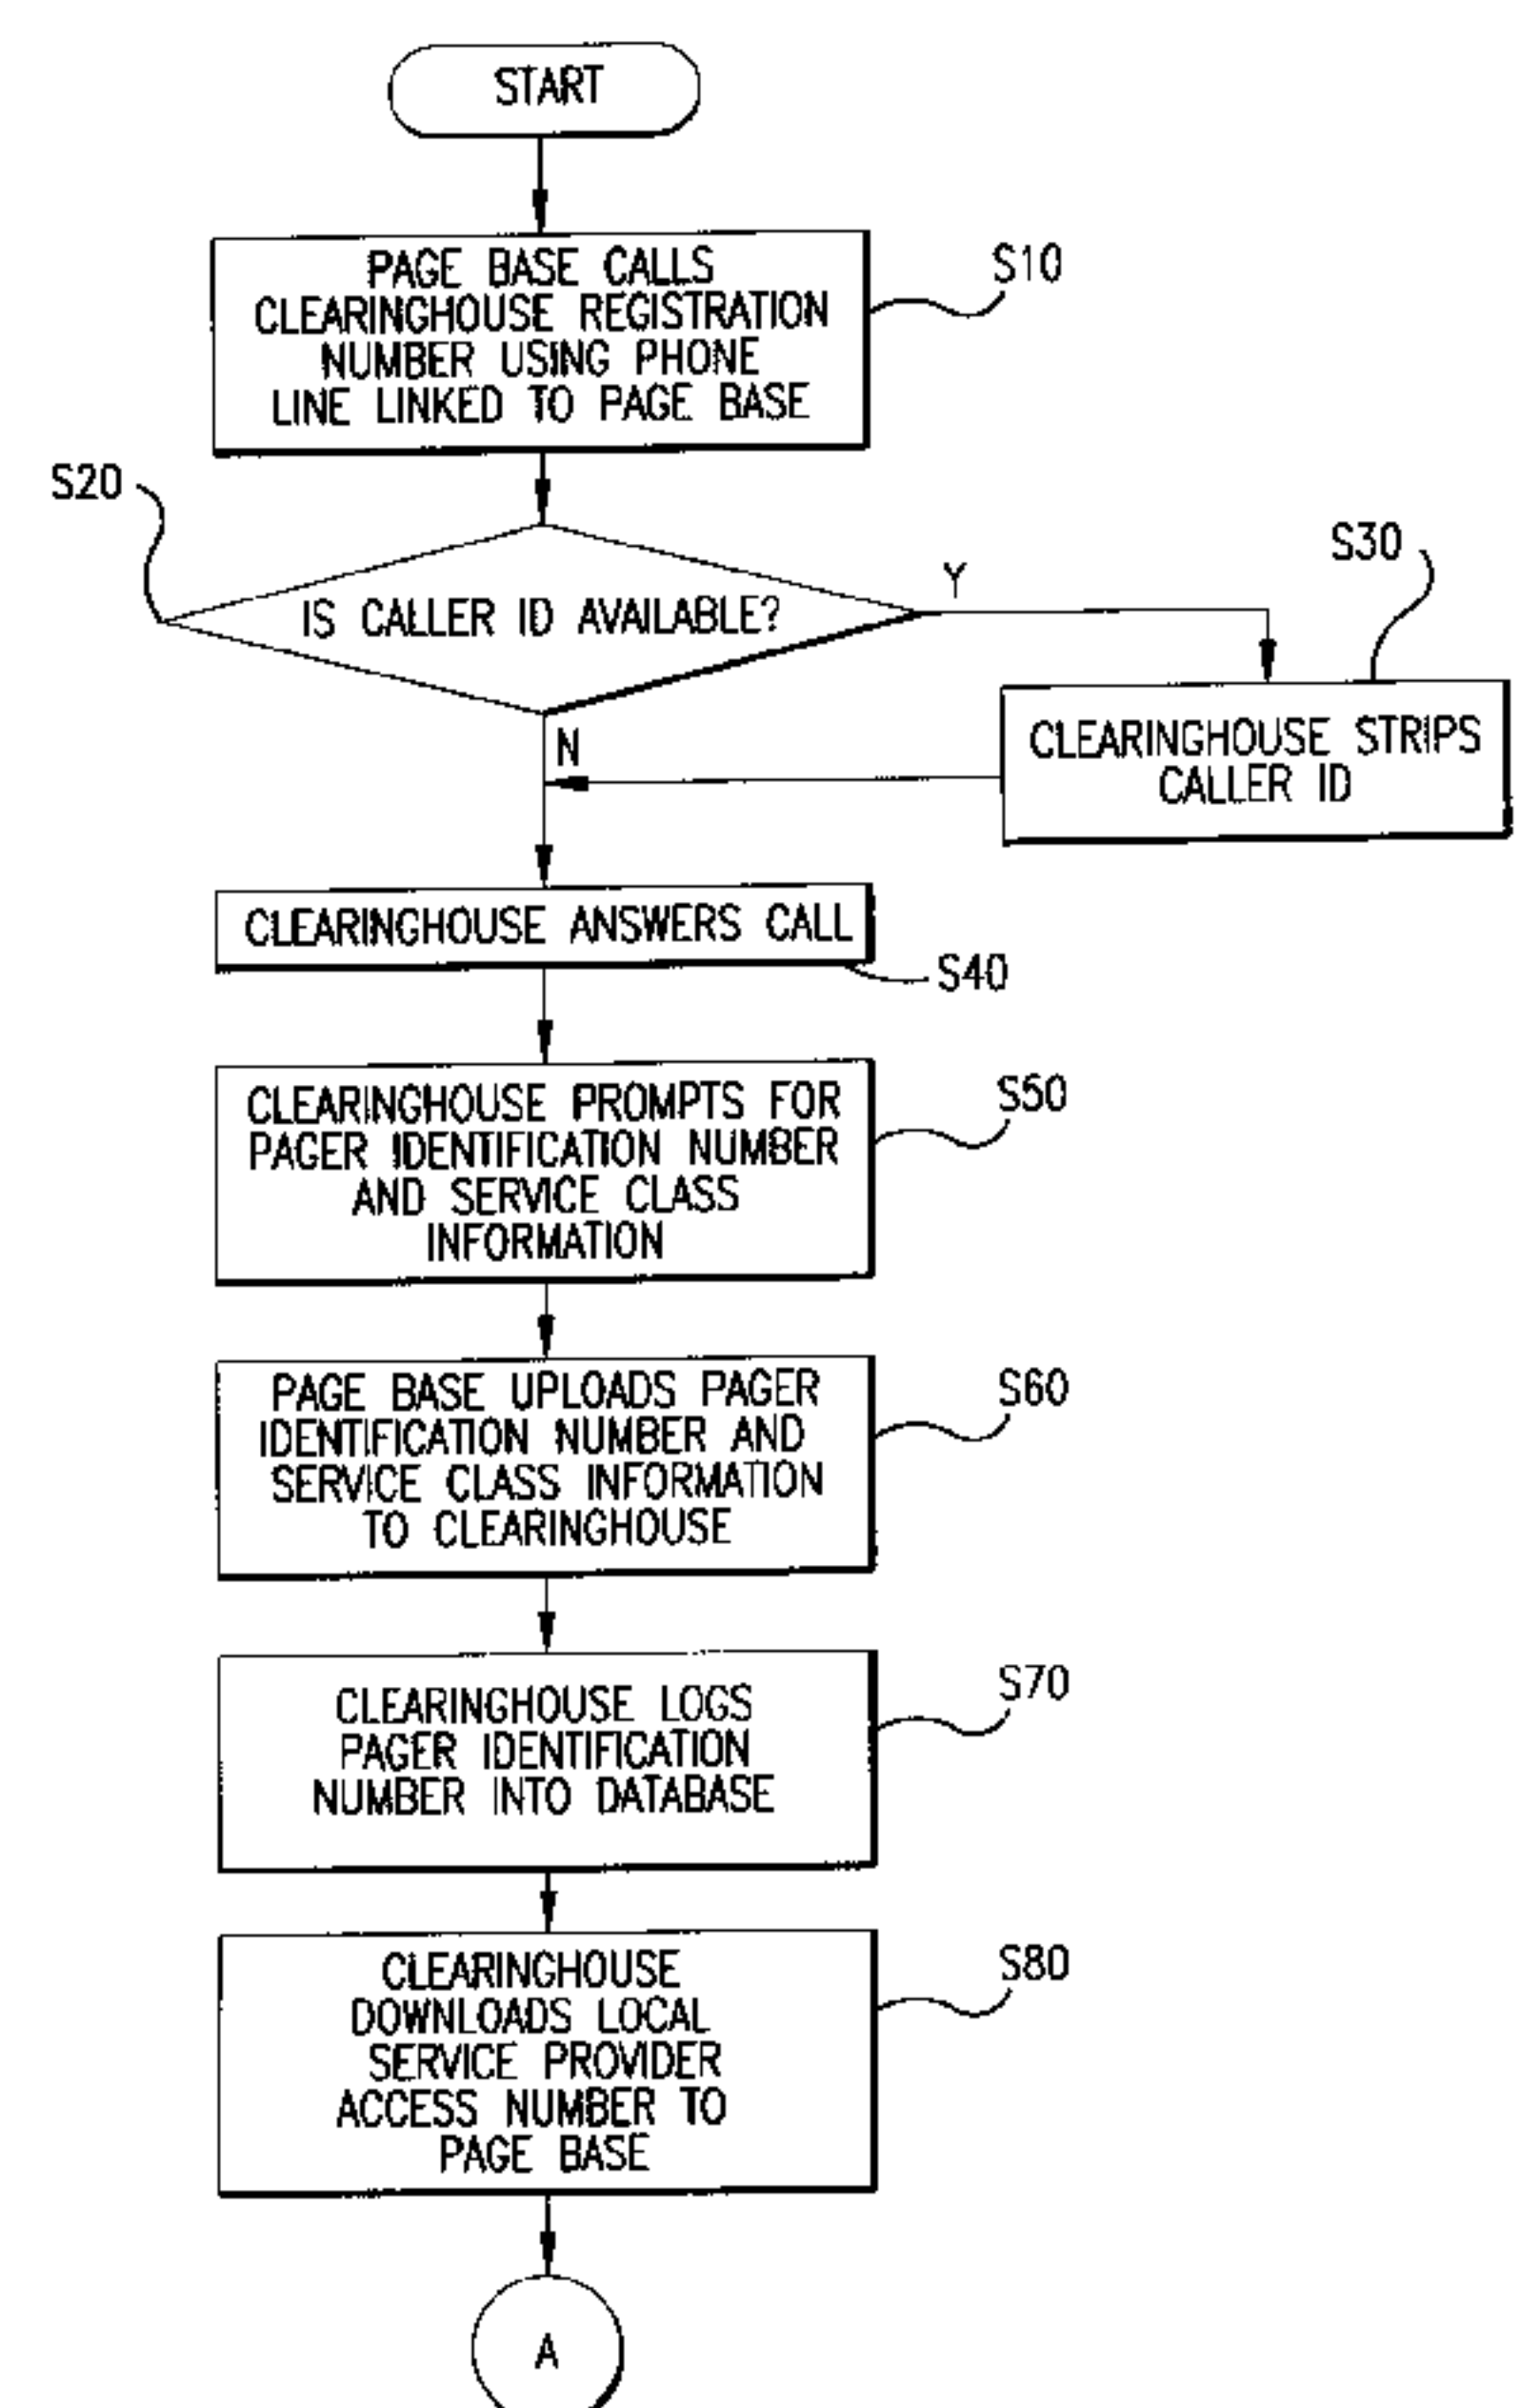 START
PAGE BASE CALLS
CLEARINGHOUSE REGISTRATION
NUMBER USING PHONE
LINE LINKED TO PAGE BASE
S10
S20
IS CALLER ID AVAILABLE?
Y
S30
CLEARINGHOUSE STRIPS
CALLER ID
N
CLEARINGHOUSE ANSWERS CALL
S40
CLEARINGHOUSE PROMPTS FOR
PAGER IDENTIFICATION NUMBER
AND SERVICE CLASS
INFORMATION
S50
PAGE BASE UPLOADS PAGER
IDENTIFICATION NUMBER AND
SERVICE CLASS INFORMATION
TO CLEARINGHOUSE
S60
CLEARINGHOUSE LOGS
PAGER IDENTIFICATION
NUMBER INTO DATABASE
S70
CLEARINGHOUSE
DOWNLOADS LOCAL
SERVICE PROVIDER
ACCESS NUMBER TO
PAGE BASE
S80
A